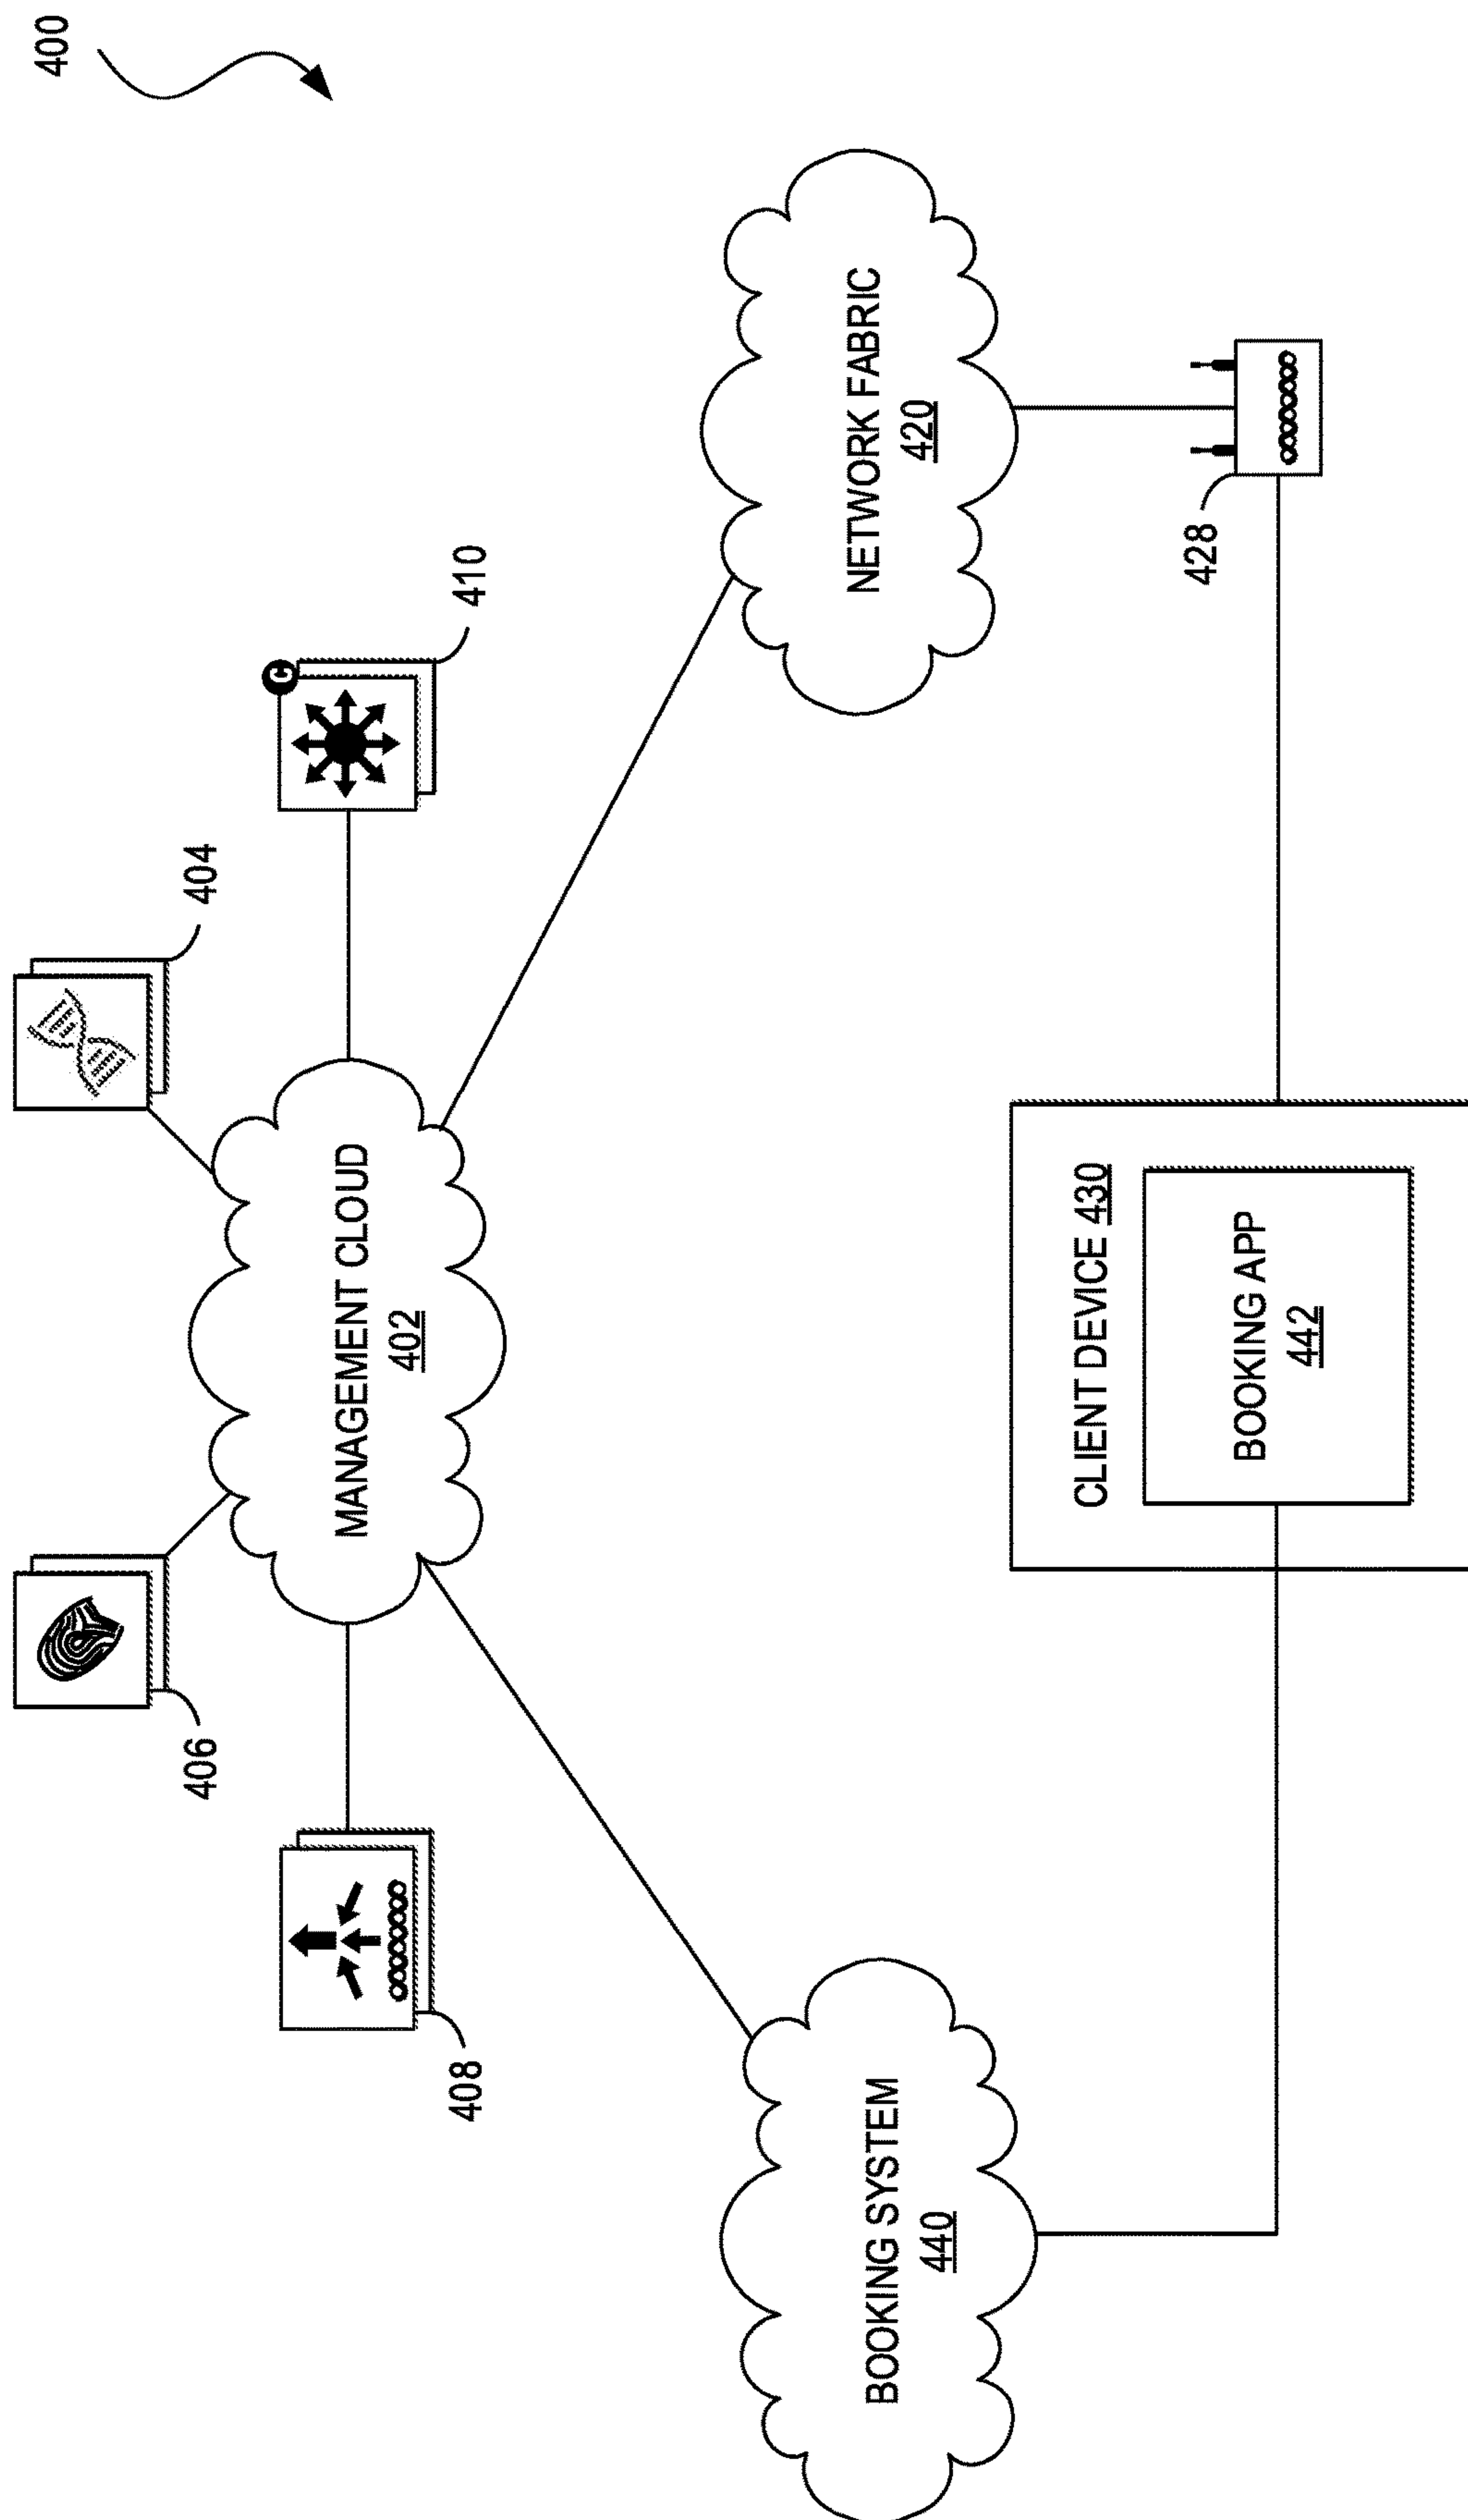 400
404
406
410
408
C
MANAGEMENT CLOUD
402
NETWORK FABRIC
420
BOOKING SYSTEM
440
428
CLIENT DEVICE 430
BOOKING APP
442